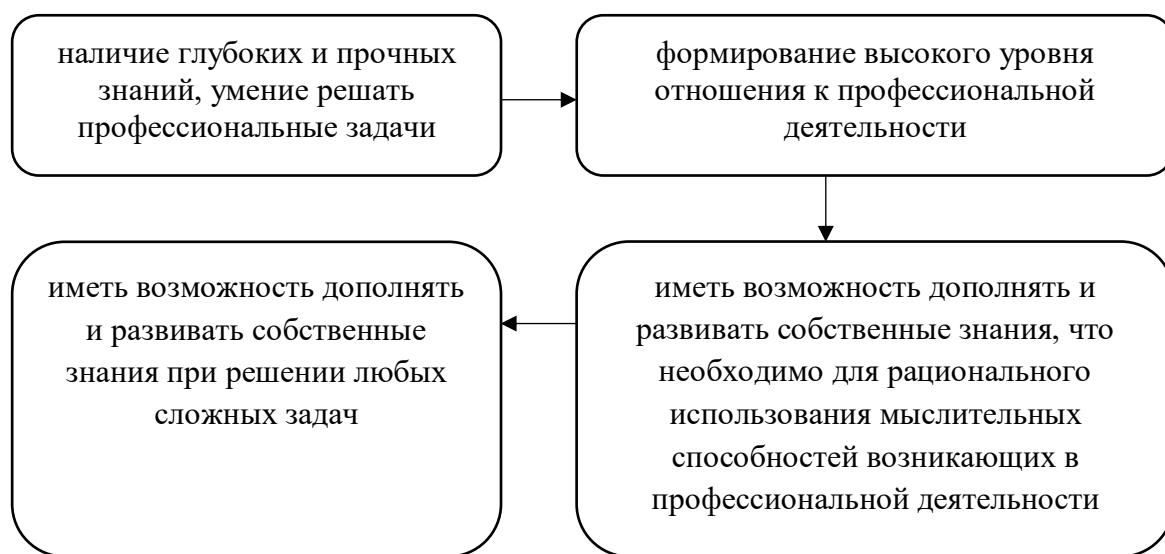 наличие глубоких и прочных
знаний, умение решать
профессиональные задачи
формирование высокого уровня
отношения к профессиональной
деятельности
иметь возможность дополнять и
развивать собственные знания, что
необходимо для рационального
использования мыслительных
способностей возникающих в
профессиональной деятельности
иметь возможность дополнять
и развивать собственные
знания при решении любых
сложных задач